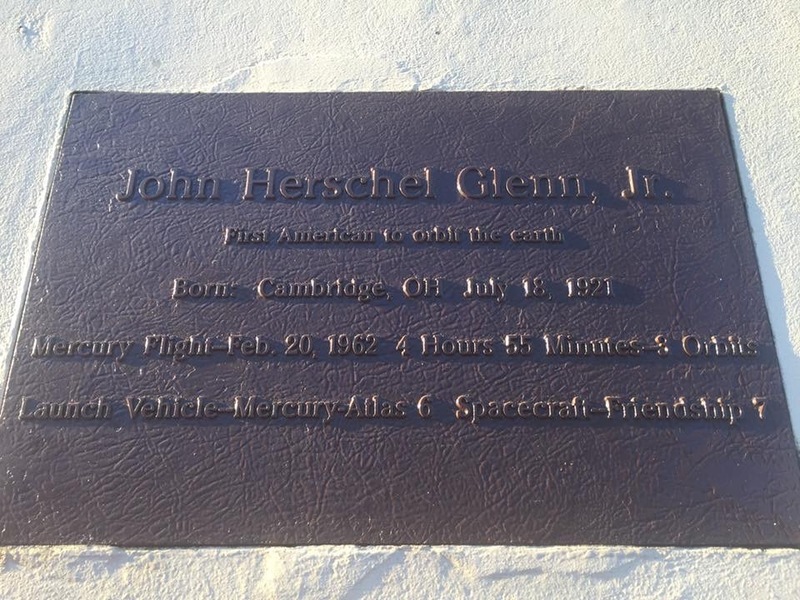 John Herschel Glenn, Jr.
First American to orbit the earth
Born: Cambridge, OH July 18, 1921
Mercury Flight–Feb. 20, 1962 4 Hours 55 Minutes–3 Orbits
Launch Vehicle–Mercury-Atlas 6 Spacecraft–Friendship 7